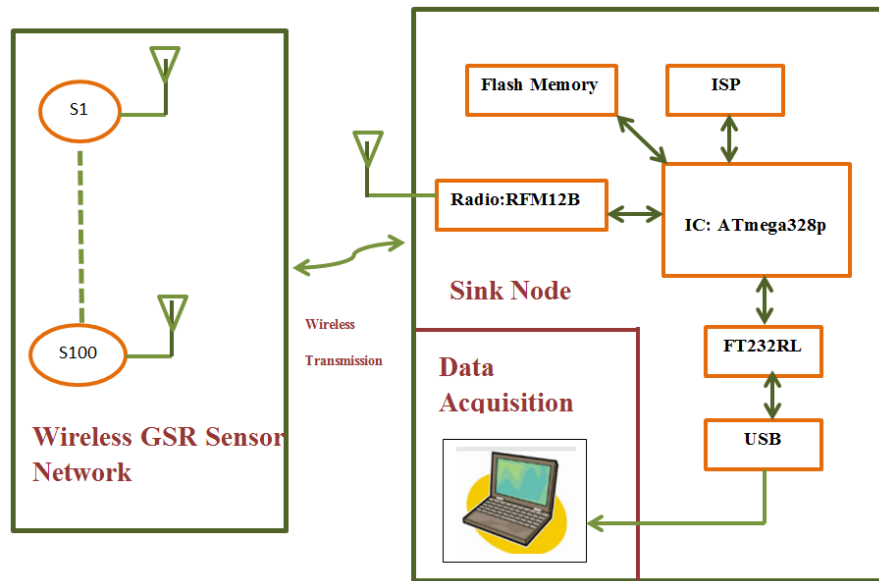 S1
S100
Wireless GSR Sensor
Network
Wireless
Transmission
Flash Memory
ISP
Radio:RFM12B
IC: ATmega328p
Sink Node
FT232RL
USB
Data
Acquisition